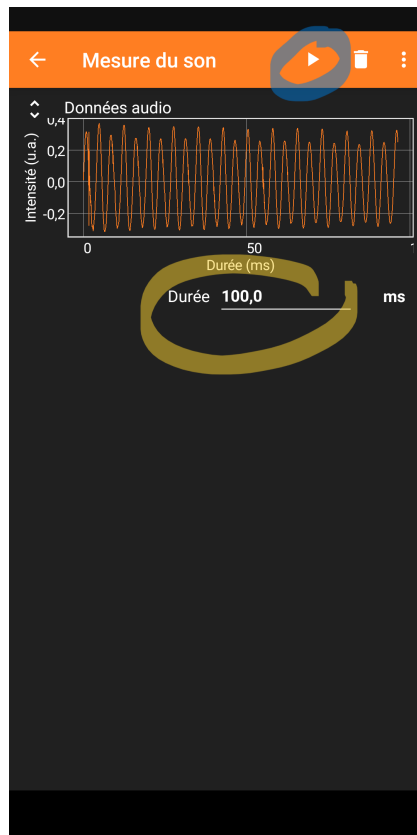 Mesure du son
Données audio
0,4
0,2
0,0
-0,2
Intensité (u.a.)
0
50
1
Durée (ms)
Durée 100,0 ms